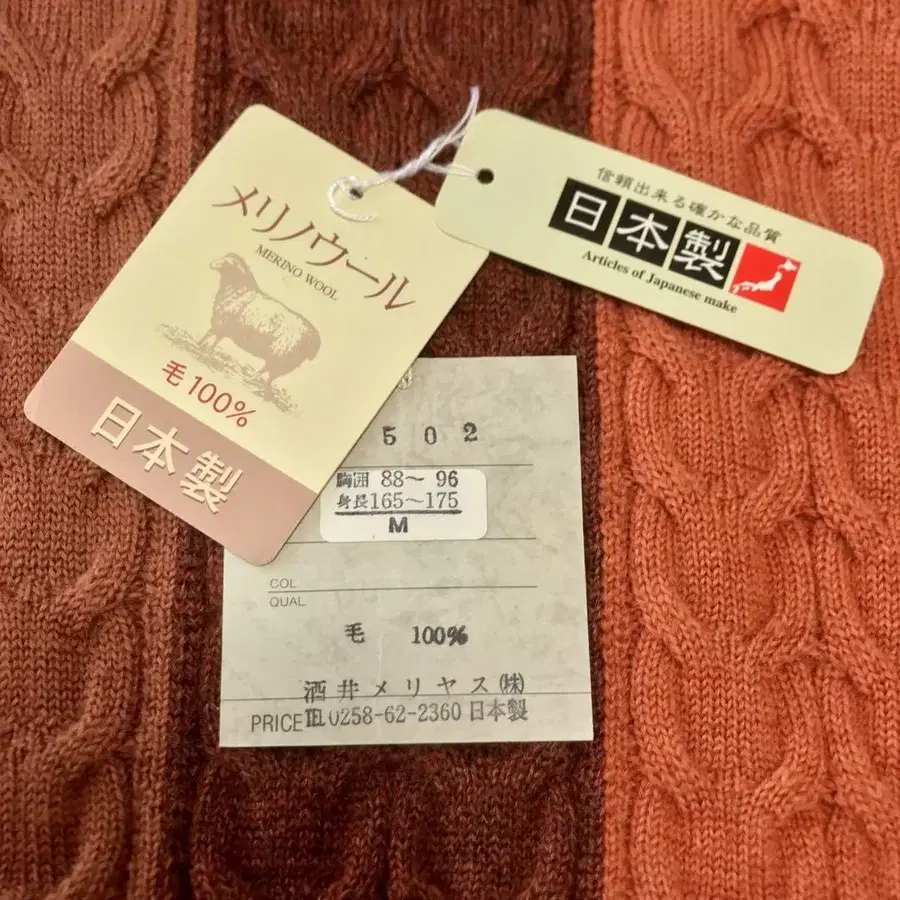 メリノウール
MERINO WOOL
毛100%
日本製
信頼出来る確かな品質
日本製
Articles of Japanese make
502
胸囲 88〜96
身長165〜175
M
COL.
QUAL
毛 100%
酒井メリヤス㈱
PRICE ℡0258-62-2360 日本製